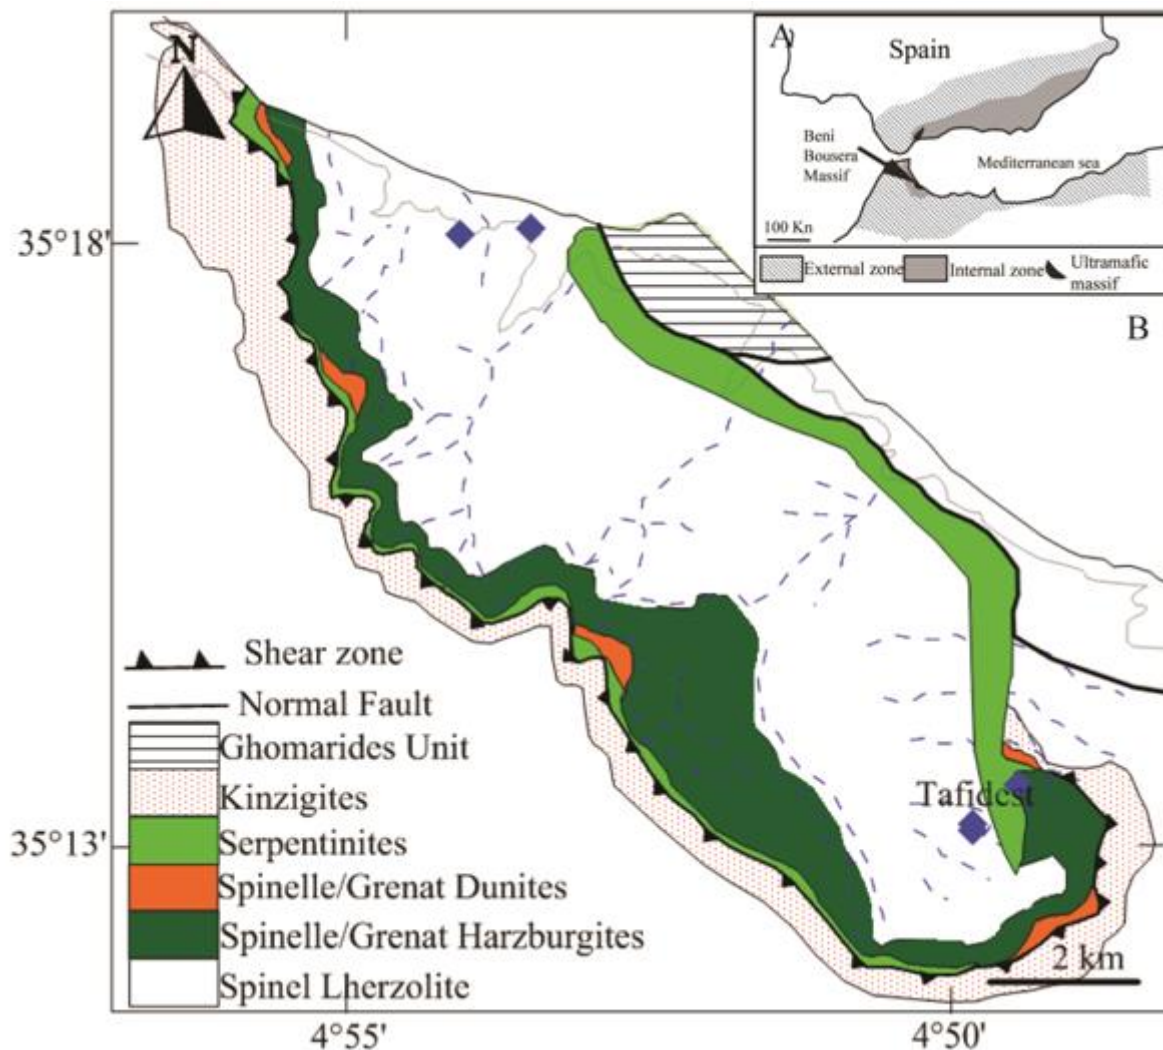 A
Spain
Beni
Bousera
Massif
Mediterranean sea
100 Kn
External zone
Internal zone
Ultramafic
massif
B
N
35°18'
35°13'
Tafidest
Shear zone
Normal Fault
Ghomarides Unit
Kinzigites
Serpentinites
Spinelle/Grenat Dunites
Spinelle/Grenat Harzburgites
Spinel Lherzolite
2 km
4°55'
4°50'